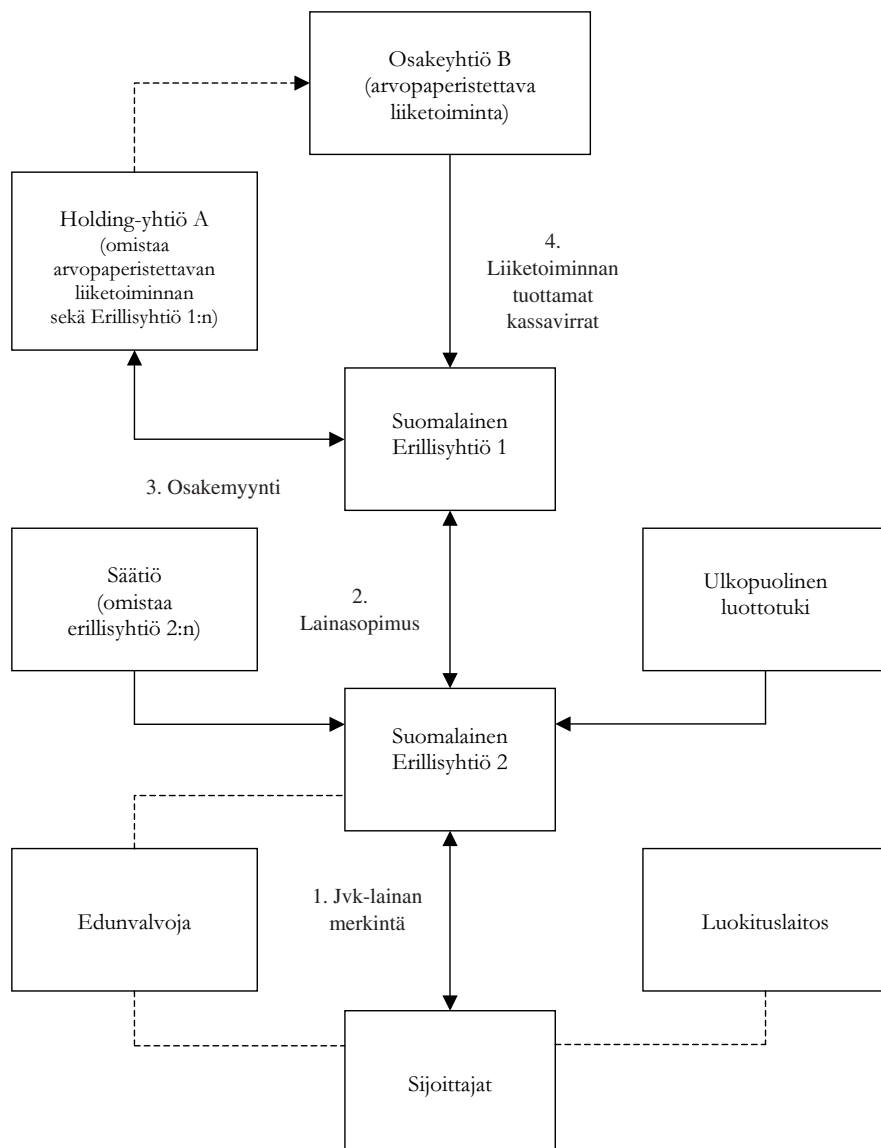 Osakeyhtiö B
(arvopaperistettava
liiketoiminta)
Holding-yhtiö A
(omistaa
arvopaperistettavan
liiketoiminnan
sekä Erillisyhtiö 1:n)
4.
Liiketoiminnan
tuottamat
kassavirrat
Suomalainen
Erillisyhtiö 1
3. Osakemyynti
Säätiö
(omistaa
erillisyhtiö 2:n)
2.
Lainasopimus
Ulkopuolinen
luottotuki
Suomalainen
Erillisyhtiö 2
Edunvalvoja
1. Jvk-lainan
merkintä
Luokituslaitos
Sijoittajat